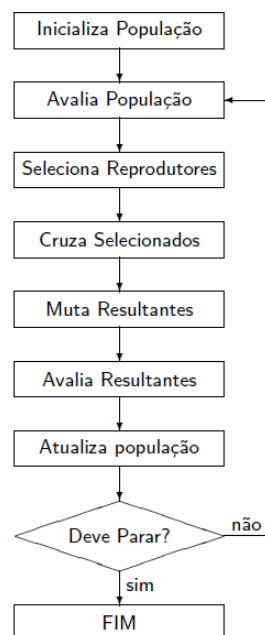 Inicializa População
Avalia População
Seleciona Reprodutores
Cruza Selecionados
Muta Resultantes
Avalia Resultantes
Atualiza população
Deve Parar?
não
sim
FIM